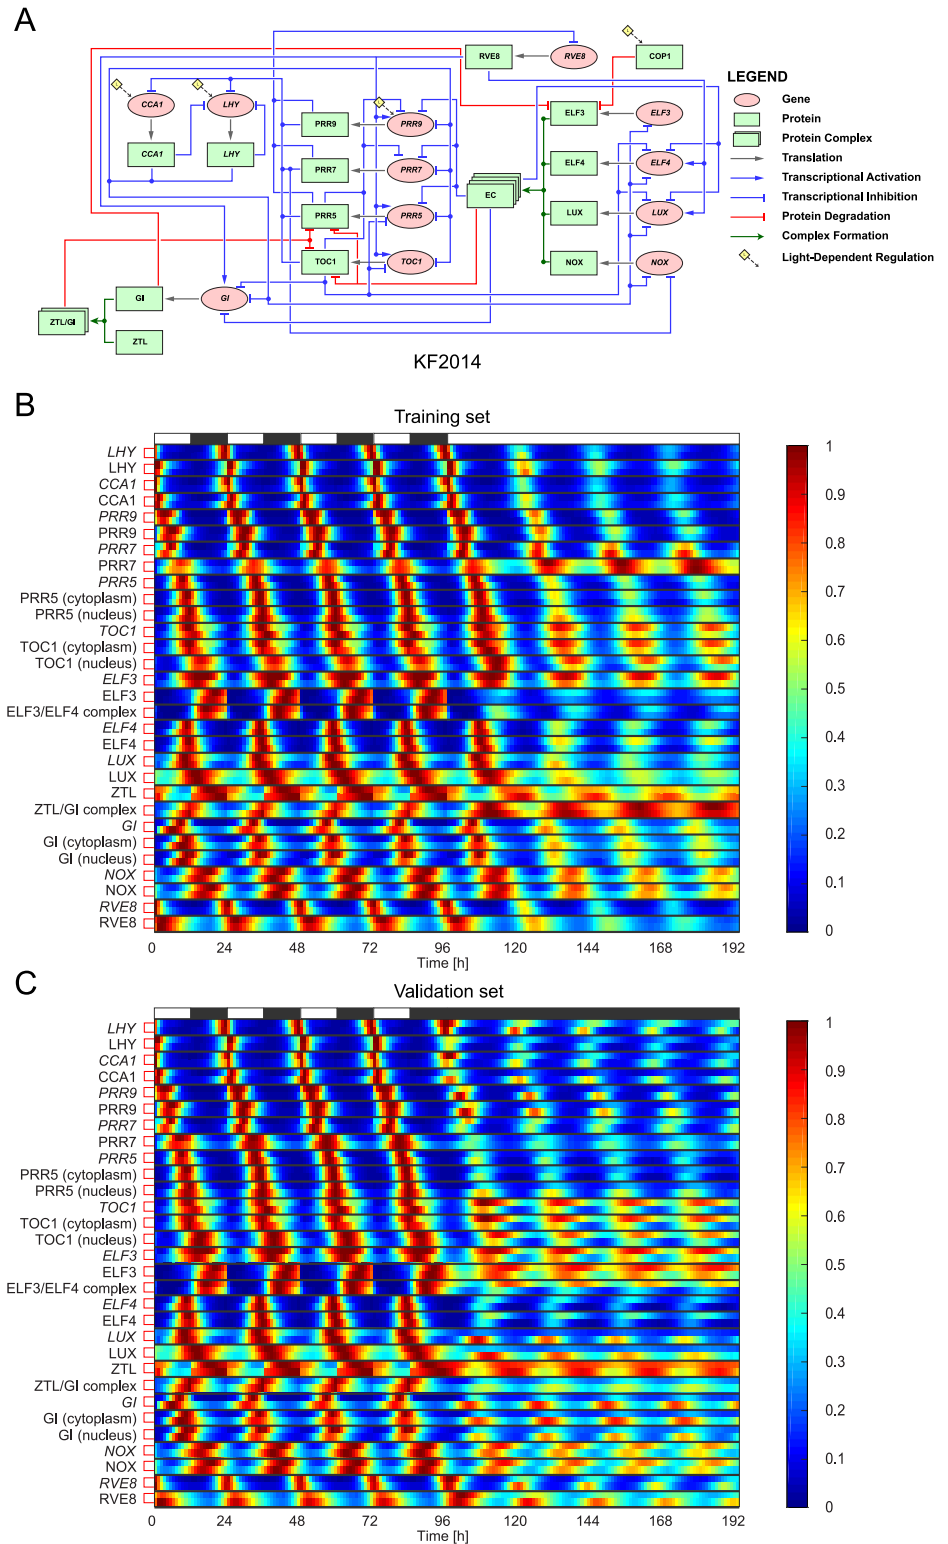 A
RVE8
RVE8
COP1
LEGEND
Gene
Protein
Protein Complex
Translation
Transcriptional Activation
Transcriptional Inhibition
Protein Degradation
Complex Formation
Light-Dependent Regulation
CCA1
LHY
CCA1
LHY
PRR9
PRR9
PRR7
PRR7
PRR5
PRR5
TOC1
TOC1
EC
ELF3
ELF3
ELF4
ELF4
LUX
LUX
NOX
NOX
GI
GI
ZTL/GI
ZTL
KF2014
B
Training set
LHY
LHY
CCA1
CCA1
PRR9
PRR9
PRR7
PRR7
PRR5
PRR5 (cytoplasm)
PRR5 (nucleus)
TOC1
TOC1 (cytoplasm)
TOC1 (nucleus)
ELF3
ELF3
ELF3/ELF4 complex
ELF4
ELF4
LUX
LUX
ZTL
ZTL/GI complex
GI
GI (cytoplasm)
GI (nucleus)
NOX
NOX
RVE8
RVE8
0 24 48 72 96 120 144 168 192
Time [h]
1
0.9
0.8
0.7
0.6
0.5
0.4
0.3
0.2
0.1
0
C
Validation set
LHY
LHY
CCA1
CCA1
PRR9
PRR9
PRR7
PRR7
PRR5
PRR5 (cytoplasm)
PRR5 (nucleus)
TOC1
TOC1 (cytoplasm)
TOC1 (nucleus)
ELF3
ELF3
ELF3/ELF4 complex
ELF4
ELF4
LUX
LUX
ZTL
ZTL/GI complex
GI
GI (cytoplasm)
GI (nucleus)
NOX
NOX
RVE8
RVE8
0 24 48 72 96 120 144 168 192
Time [h]
1
0.9
0.8
0.7
0.6
0.5
0.4
0.3
0.2
0.1
0